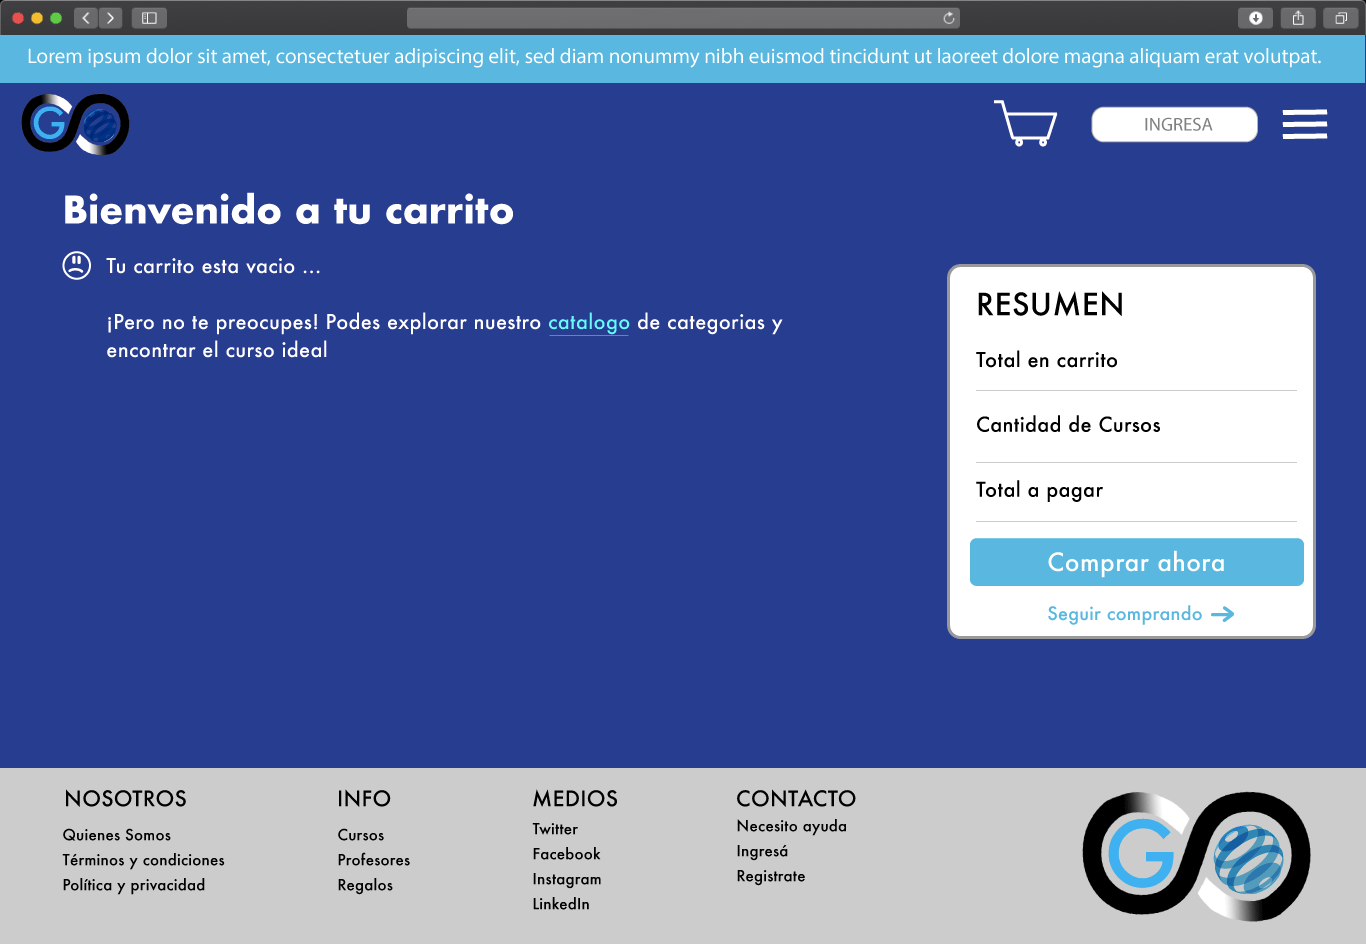 Lorem ipsum dolor sit amet, consectetuer adipiscing elit, sed diam nonummy nibh euismod tincidunt ut laoreet dolore magna aliquam erat volutpat.
G
INGRESA
Bienvenido a tu carrito
Tu carrito esta vacio ...
¡Pero no te preocupes! Podes explorar nuestro catalogo de categorias y
encontrar el curso ideal
RESUMEN
Total en carrito
Cantidad de Cursos
Total a pagar
Comprar ahora
Seguir comprando
NOSOTROS
Quienes Somos
Términos y condiciones
Política y privacidad
INFO
Cursos
Profesores
Regalos
MEDIOS
Twitter
Facebook
Instagram
LinkedIn
CONTACTO
Necesito ayuda
Ingresá
Registrate
G